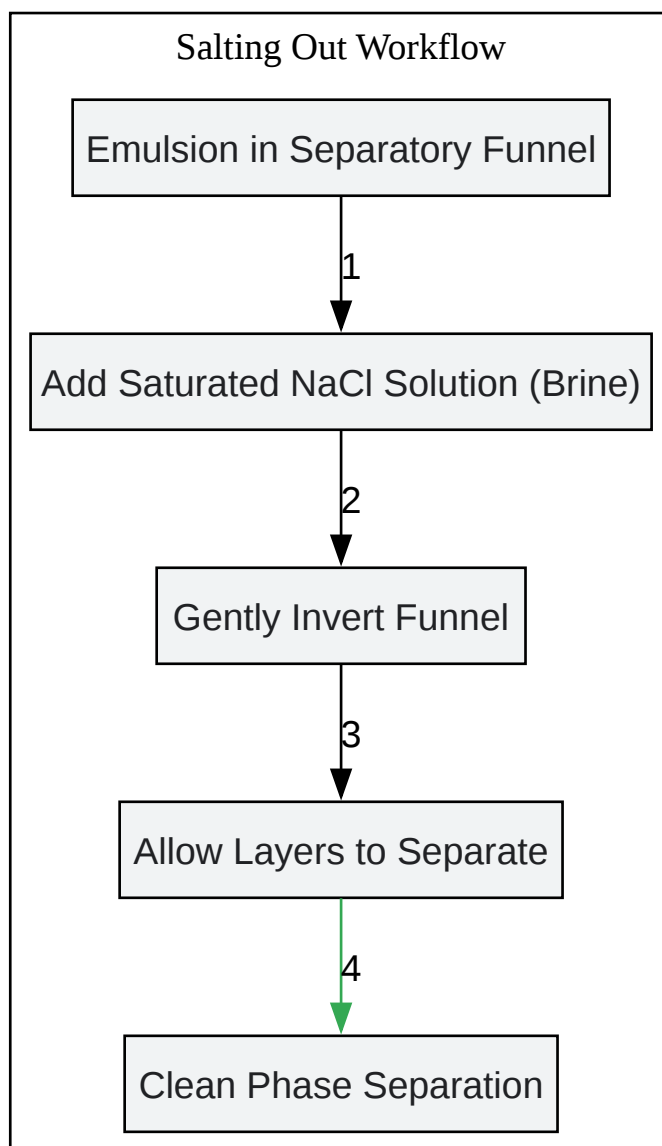 Salting Out Workflow
Emulsion in Separatory Funnel
1
Add Saturated NaCl Solution (Brine)
2
Gently Invert Funnel
3
Allow Layers to Separate
4
Clean Phase Separation